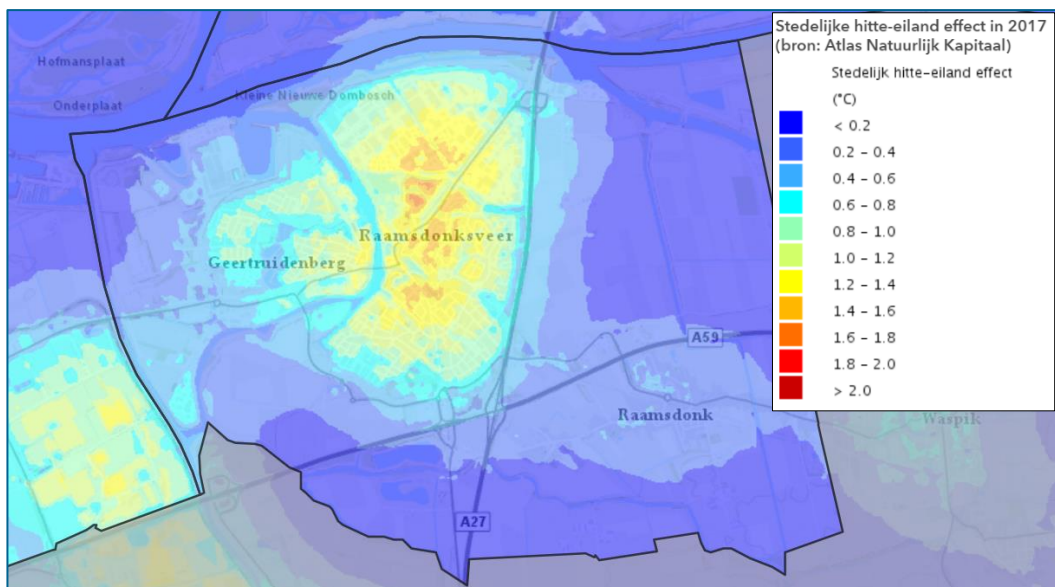 Stedelijke hitte-eiland effect in 2017
(bron: Atlas Natuurlijk Kapitaal)
Stedelijk hitte-eiland effect
(°C)
< 0.2
0.2 – 0.4
0.4 – 0.6
0.6 – 0.8
0.8 – 1.0
1.0 – 1.2
1.2 – 1.4
1.4 – 1.6
1.6 – 1.8
1.8 – 2.0
> 2.0
Hofmansplaat
Onderplaat
Kleine Nieuwe Dombosch
Raamsdonksveer
Geertruidenberg
A59
Raamsdonk
Waspik
A27